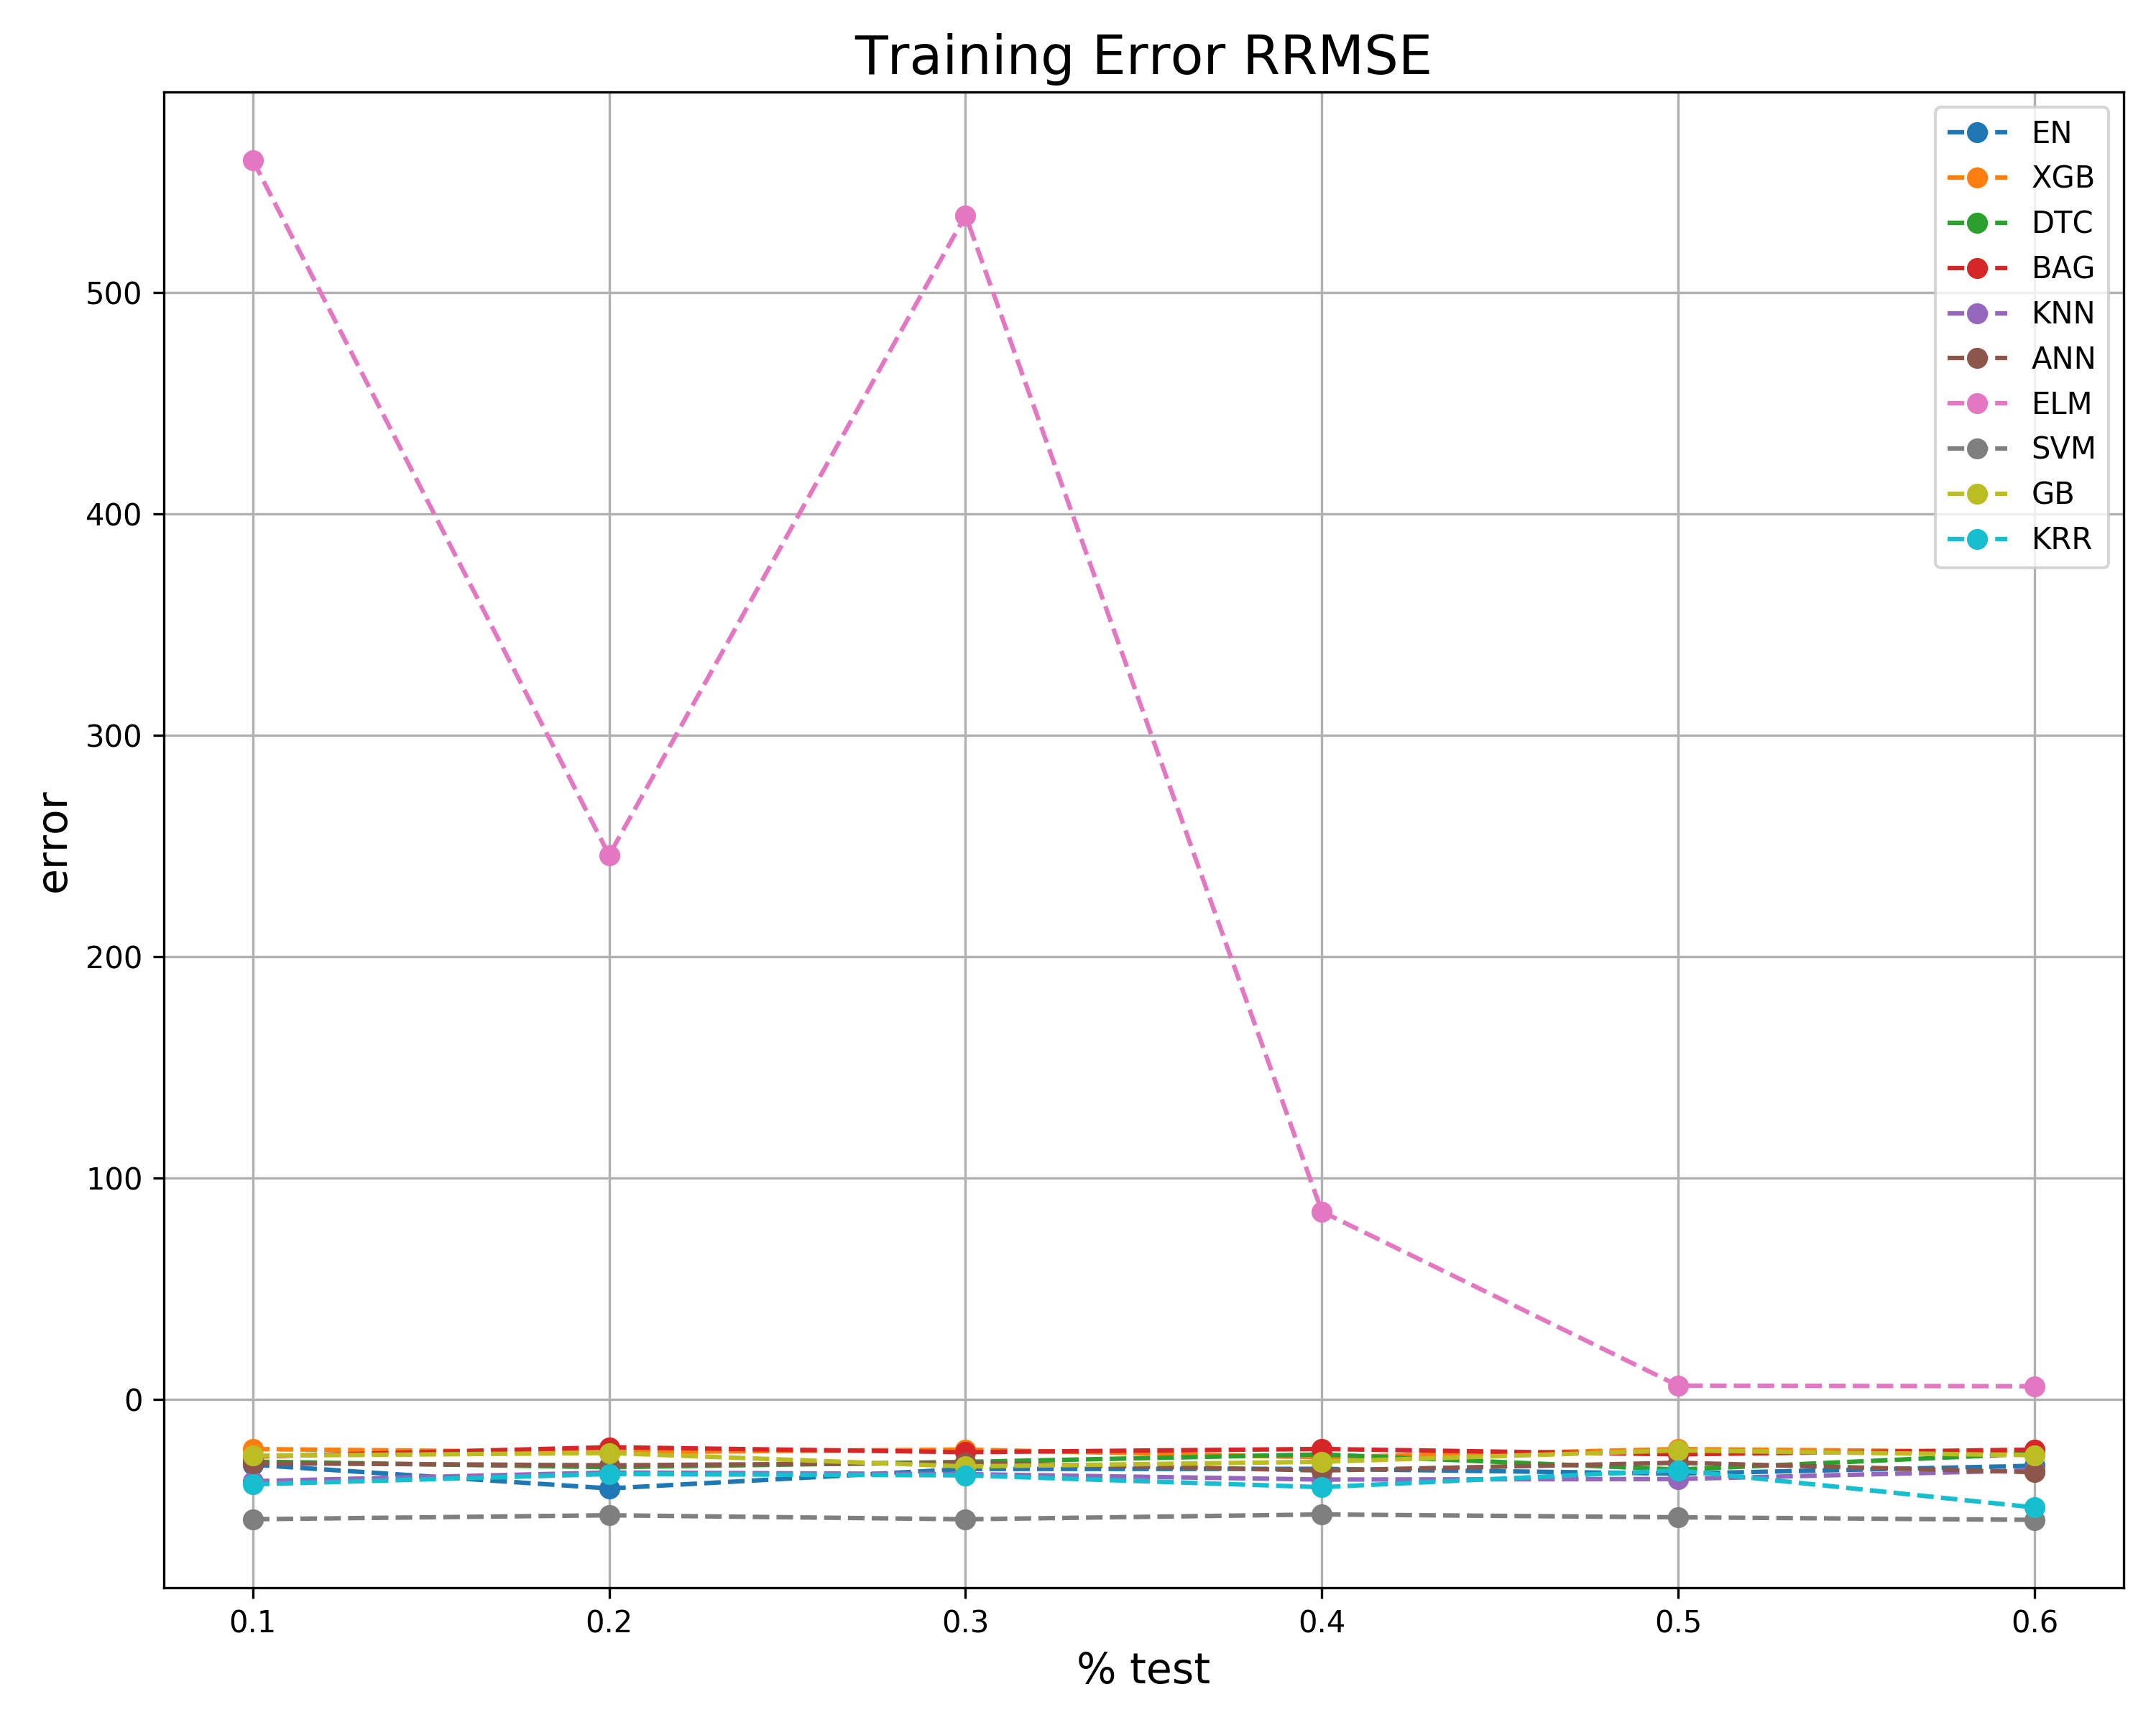 Training Error RRMSE
EN
XGB
DTC
BAG
KNN
ANN
ELM
SVM
GB
KRR
500
400
300
200
100
0
error
0.1 0.2 0.3 0.4 0.5 0.6
% test